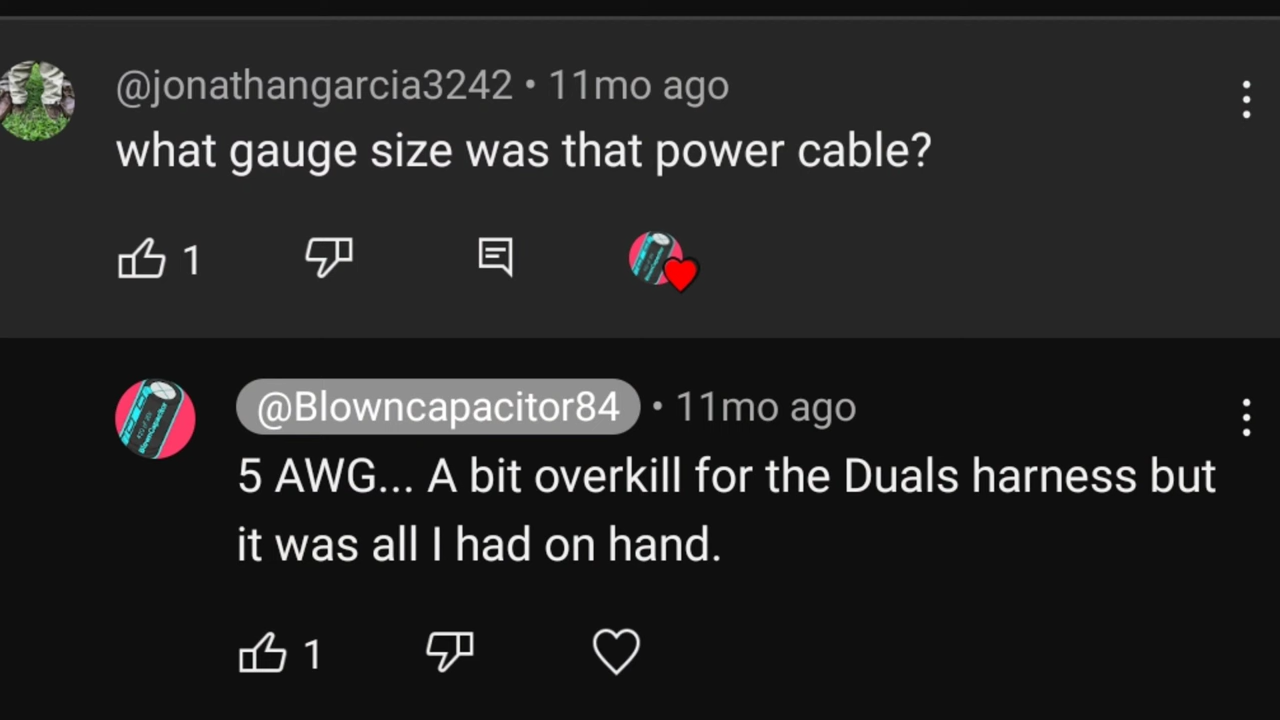 @jonathangarcia3242 • 11mo ago
what gauge size was that power cable?
1
@Blowncapacitor84 • 11mo ago
5 AWG... A bit overkill for the Duals harness but
it was all I had on hand.
1